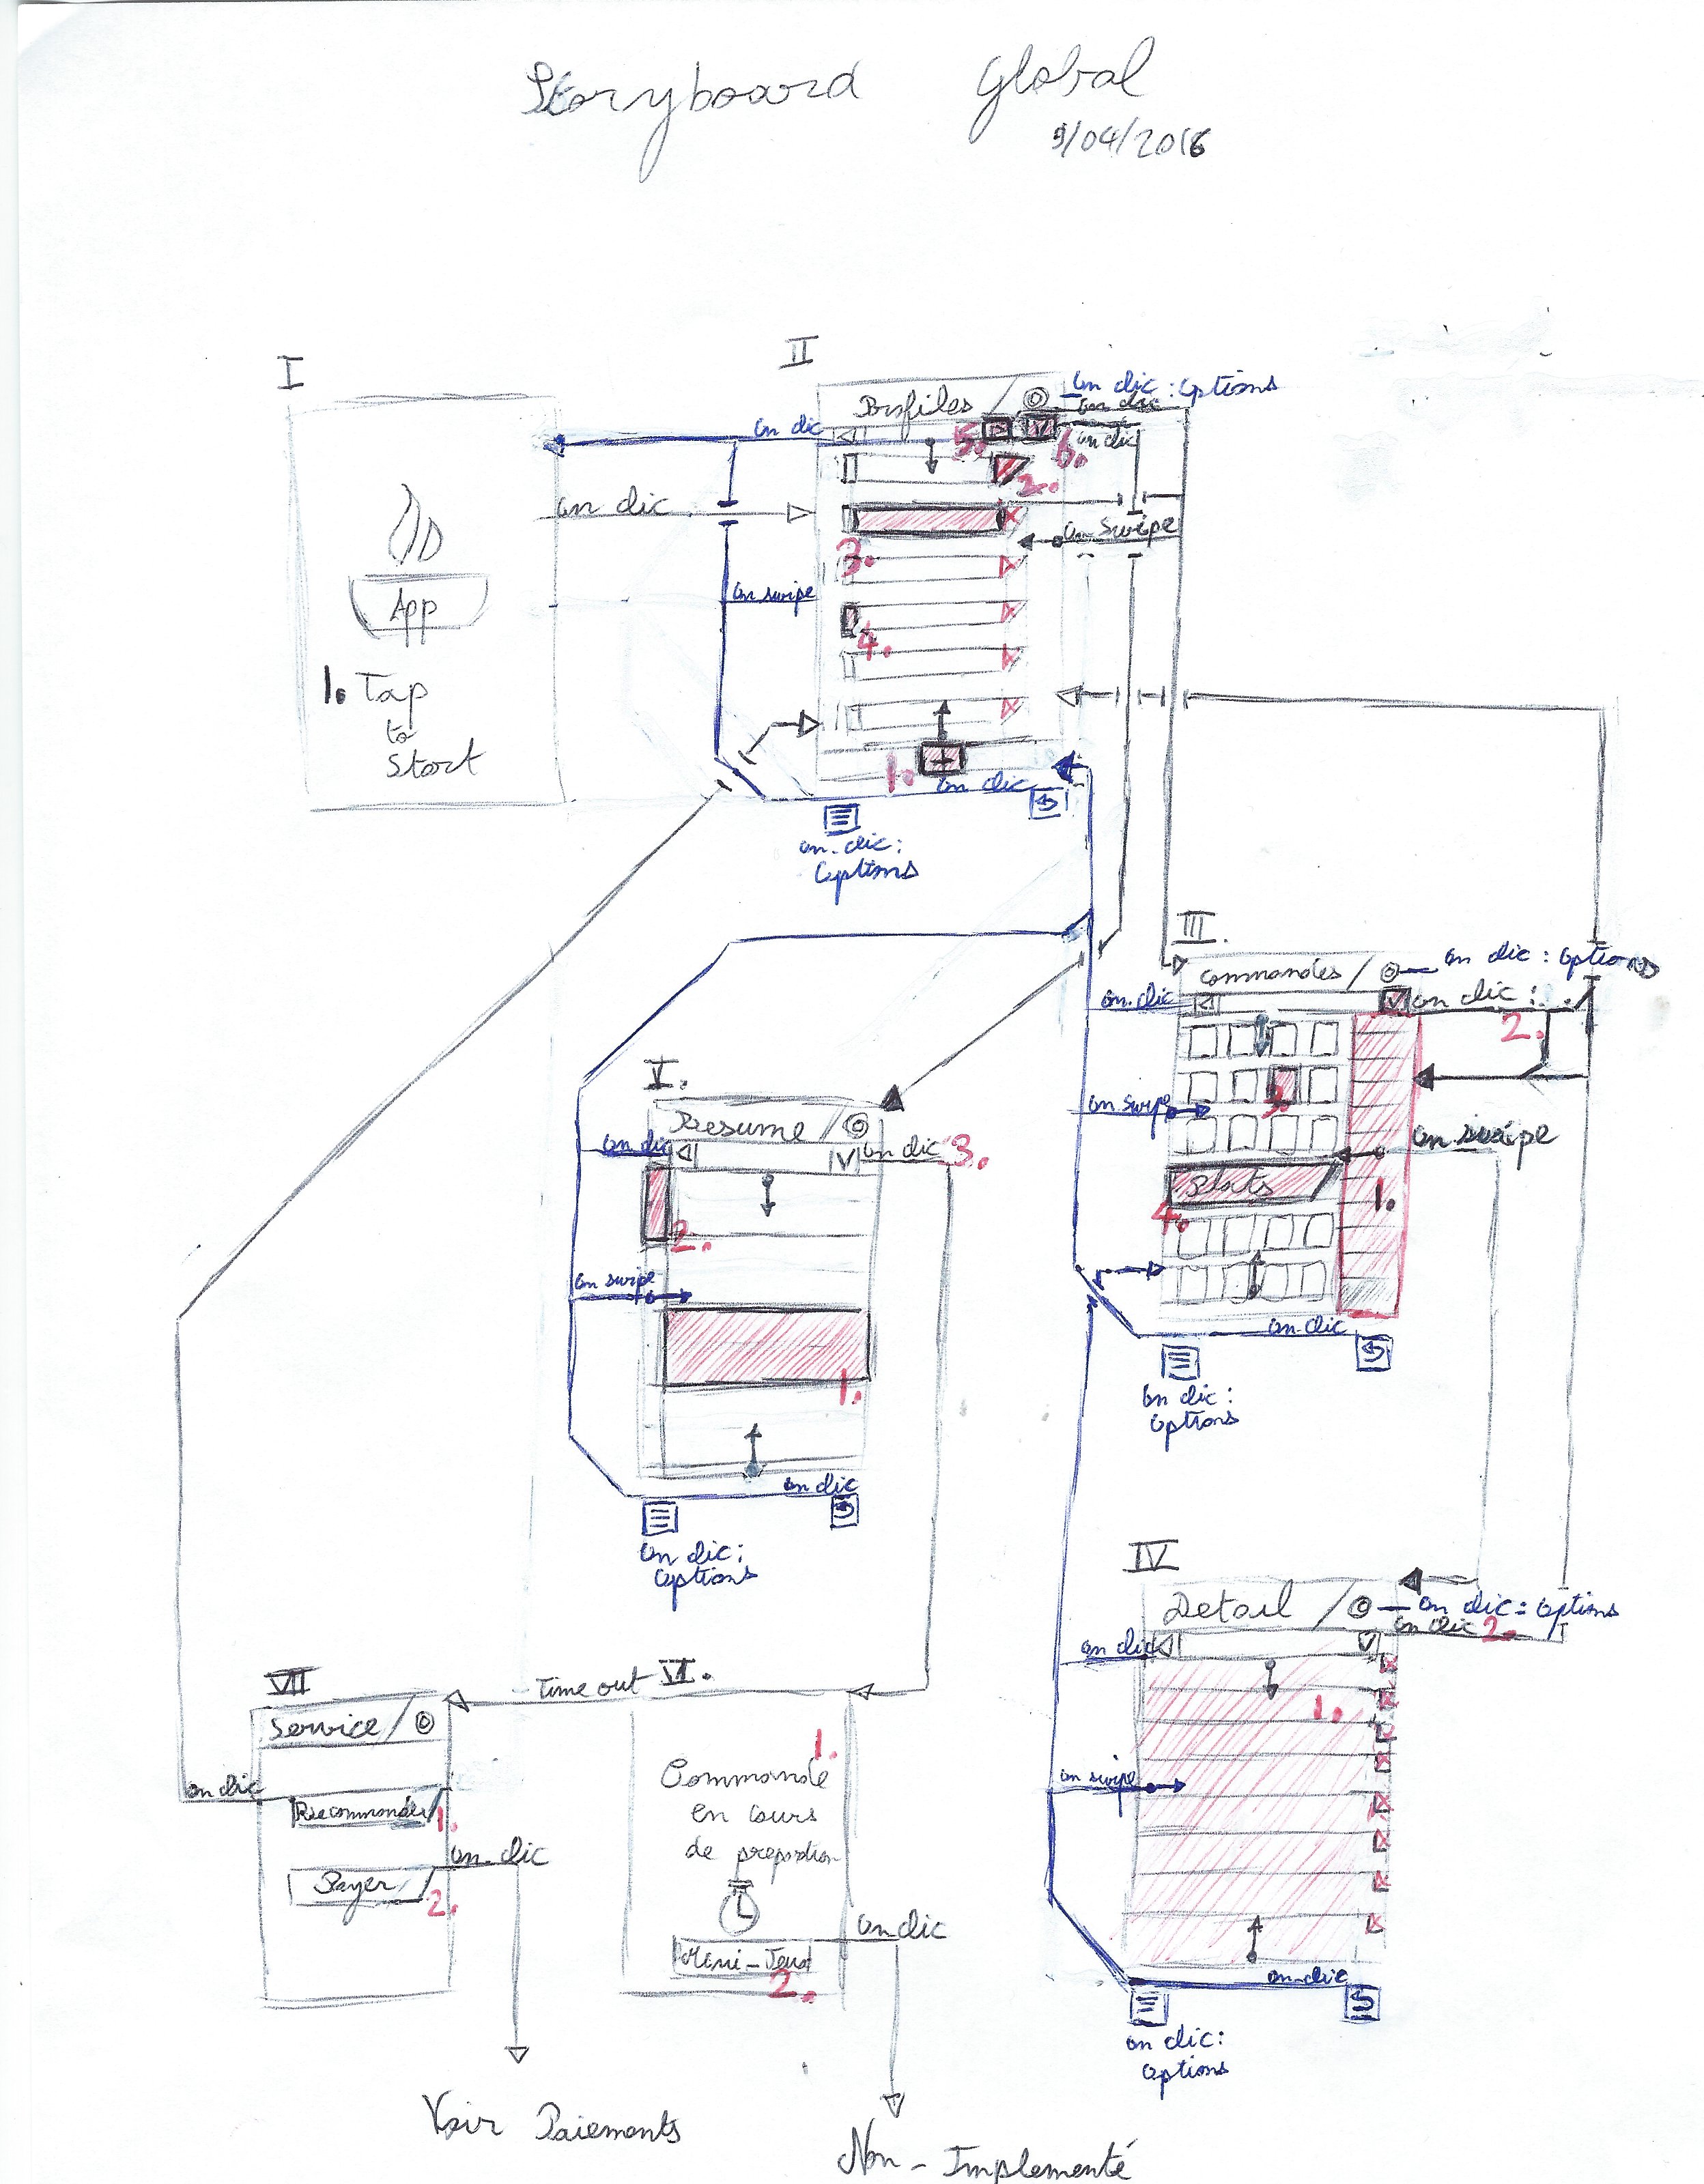 Storyboard Global
5/04/2016
I
App
1. Tap
to
Start
on clic
II
Profiles
on clic : options
on clic
on clic
on clic
5.
6.
2.
on swipe
3.
on swipe
4.
1.
on clic
on clic :
options
III.
commandes
on clic : options
on clic
on clic :
2.
on swipe
3.
on swipe
Plats
1.
4.
on clic
on clic :
options
V.
Resume
on clic
on clic 3.
2.
on swipe
1.
on clic
on clic :
options
IV
Detail
on clic : options
on clic 2.
on clic
1.
on swipe
on clic
on clic :
options
VII
Service
on clic
Recommander
1.
on clic
Payer
2.
Voir Paiements
Time out
VI.
1.
Commande
en cours
de preparation
on clic
Mini-Jeux
2.
Non-Implementé